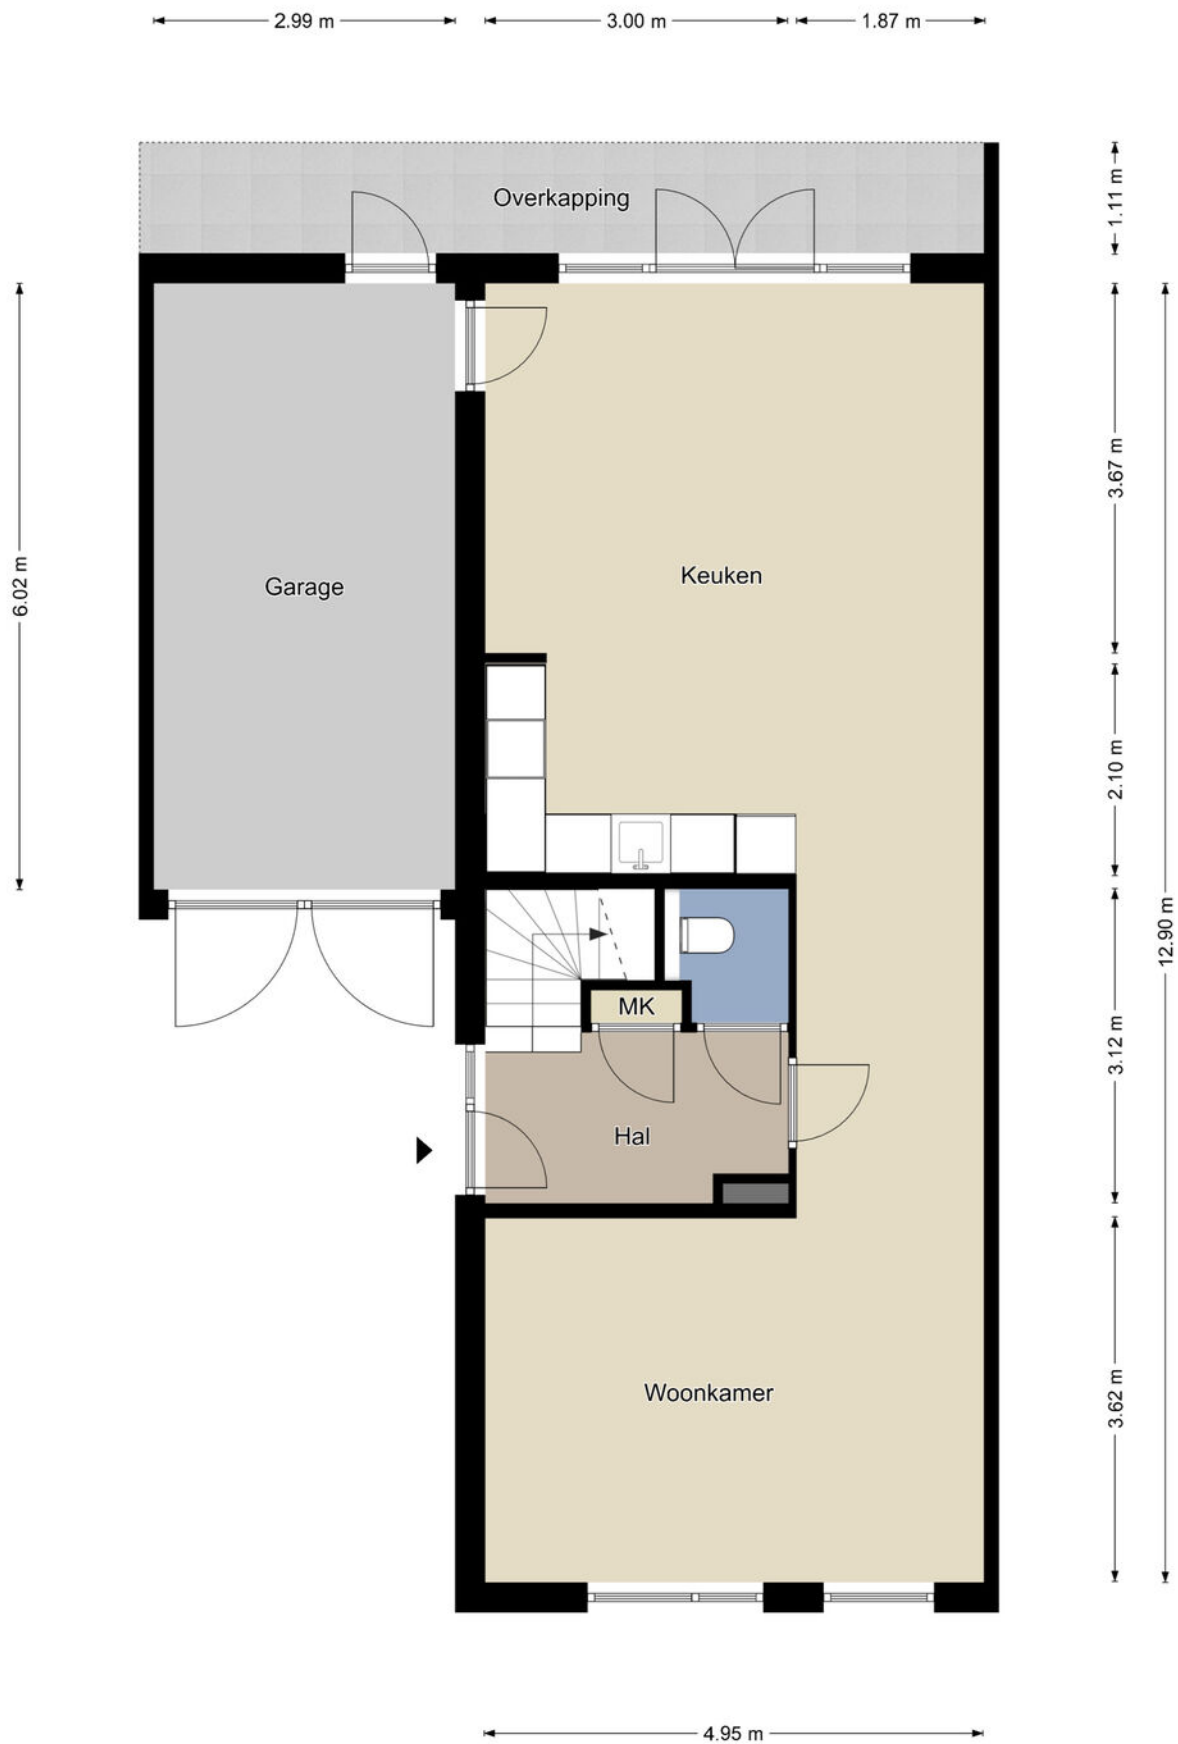 2.99 m
3.00 m
1.87 m
Overkapping
1.11 m
3.67 m
Keuken
6.02 m
Garage
2.10 m
12.90 m
MK
3.12 m
Hal
Woonkamer
3.62 m
4.95 m